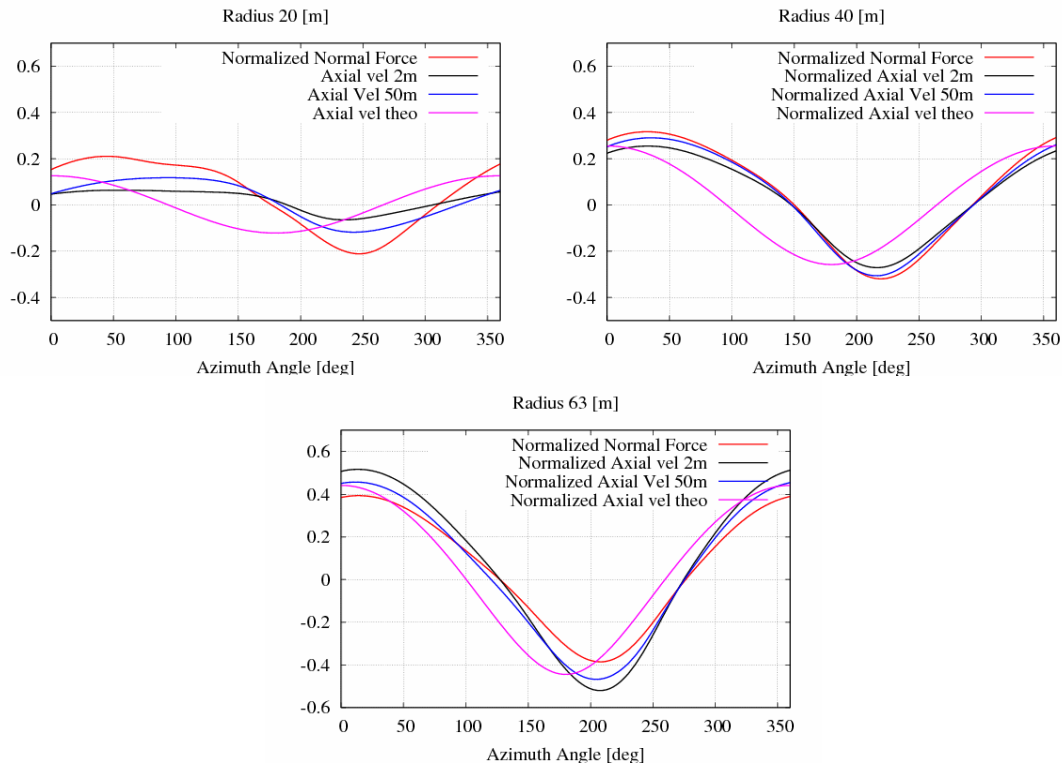 Radius 20 [m]
0.6
0.4
0.2
0
-0.2
-0.4
Normalized Normal Force
Axial vel 2m
Axial Vel 50m
Axial vel theo
0 50 100 150 200 250 300 350
Azimuth Angle [deg]
Radius 40 [m]
0.6
0.4
0.2
0
-0.2
-0.4
Normalized Normal Force
Normalized Axial vel 2m
Normalized Axial Vel 50m
Normalized Axial vel theo
0 50 100 150 200 250 300 350
Azimuth Angle [deg]
Radius 63 [m]
0.6
0.4
0.2
0
-0.2
-0.4
-0.6
Normalized Normal Force
Normalized Axial vel 2m
Normalized Axial Vel 50m
Normalized Axial vel theo
0 50 100 150 200 250 300 350
Azimuth Angle [deg]